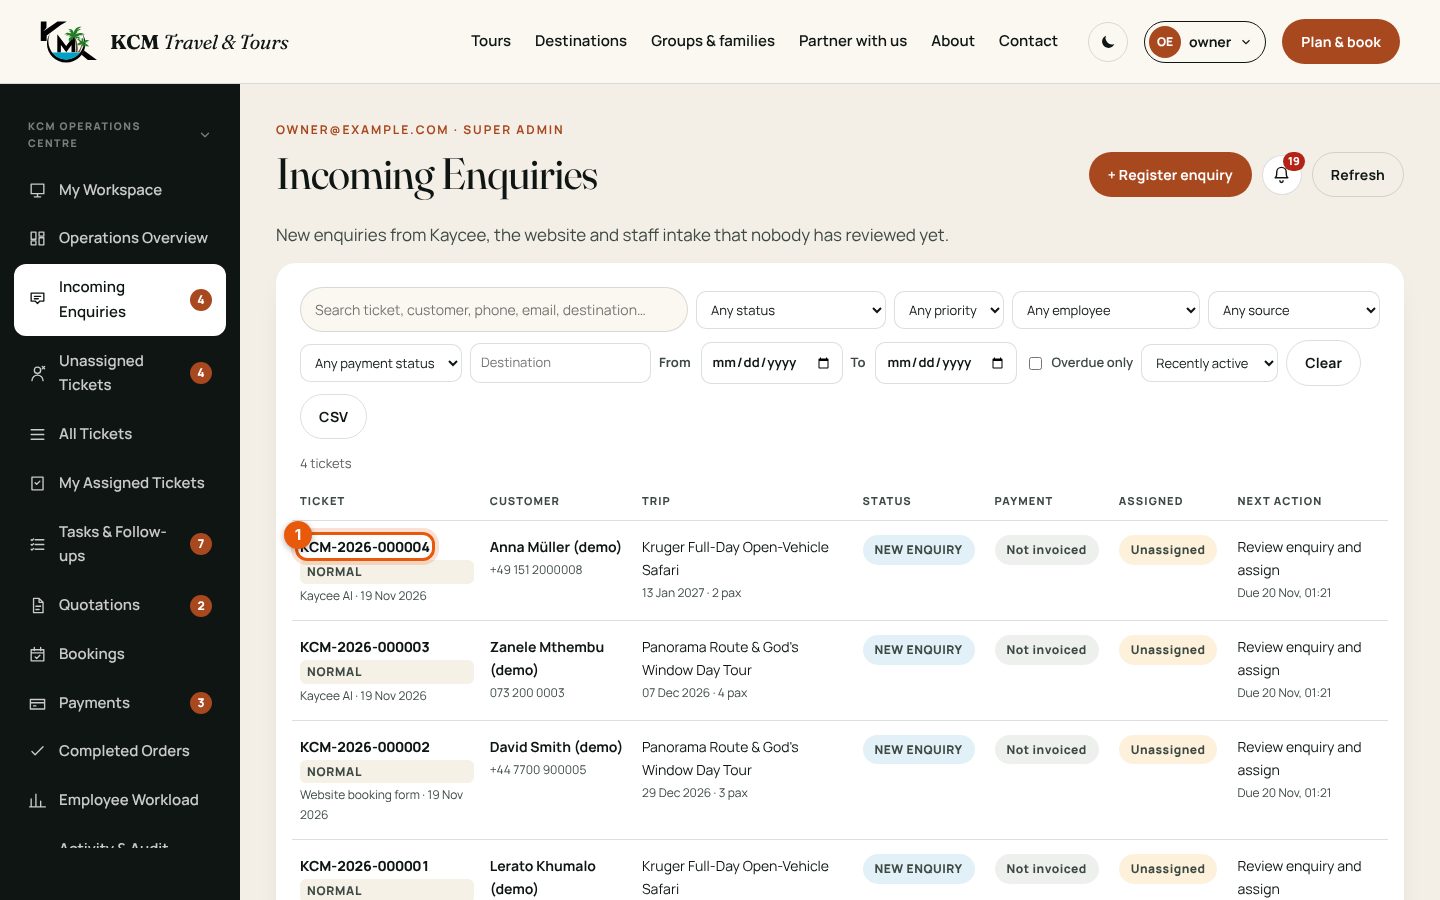 KCM Travel & Tours
Tours
Destinations
Groups & families
Partner with us
About
Contact
OE
owner
Plan & book
KCM OPERATIONS
CENTRE
My Workspace
Operations Overview
Incoming
Enquiries
4
Unassigned
Tickets
4
All Tickets
My Assigned Tickets
Tasks & Follow-
ups
7
Quotations
2
Bookings
Payments
3
Completed Orders
Employee Workload
Activity & Audit
OWNER@EXAMPLE.COM · SUPER ADMIN
Incoming Enquiries
+ Register enquiry
19
Refresh
New enquiries from Kaycee, the website and staff intake that nobody has reviewed yet.
Search ticket, customer, phone, email, destination...
Any status
Any priority
Any employee
Any source
Any payment status
Destination
From
mm/dd/yyyy
To
mm/dd/yyyy
Overdue only
Recently active
Clear
CSV
4 tickets
TICKET CUSTOMER TRIP STATUS PAYMENT ASSIGNED NEXT ACTION
1
KCM-2026-000004
NORMAL
Kaycee AI · 19 Nov 2026
Anna Müller (demo)
+49 151 2000008
Kruger Full-Day Open-Vehicle
Safari
13 Jan 2027 · 2 pax
NEW ENQUIRY
Not invoiced
Unassigned
Review enquiry and
assign
Due 20 Nov, 01:21
KCM-2026-000003
NORMAL
Kaycee AI · 19 Nov 2026
Zanele Mthembu
(demo)
073 200 0003
Panorama Route & God's
Window Day Tour
07 Dec 2026 · 4 pax
NEW ENQUIRY
Not invoiced
Unassigned
Review enquiry and
assign
Due 20 Nov, 01:21
KCM-2026-000002
NORMAL
Website booking form · 19 Nov
2026
David Smith (demo)
+44 7700 900005
Panorama Route & God's
Window Day Tour
29 Dec 2026 · 3 pax
NEW ENQUIRY
Not invoiced
Unassigned
Review enquiry and
assign
Due 20 Nov, 01:21
KCM-2026-000001
NORMAL
Lerato Khumalo
(demo)
Kruger Full-Day Open-Vehicle
Safari
NEW ENQUIRY
Not invoiced
Unassigned
Review enquiry and
assign